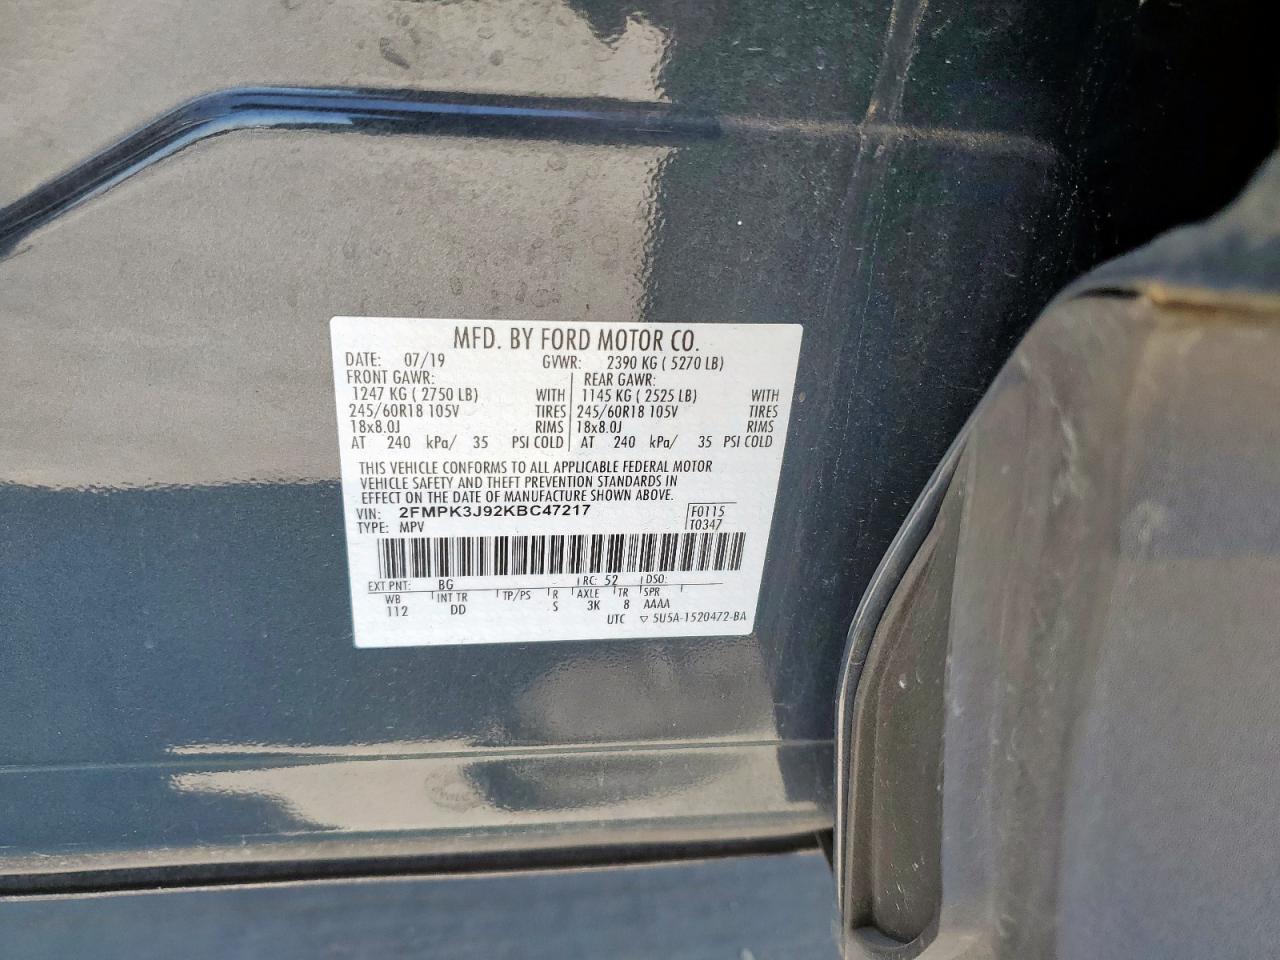 MFD. BY FORD MOTOR CO.
DATE: 07/19 GVWR: 2390 KG ( 5270 LB)
FRONT GAWR: REAR GAWR:
1247 KG ( 2750 LB) WITH 1145 KG ( 2525 LB) WITH
245/60R18 105V TIRES 245/60R18 105V TIRES
18x8.0J RIMS 18x8.0J RIMS
AT 240 kPa/ 35 PSI COLD AT 240 kPa/ 35 PSI COLD
THIS VEHICLE CONFORMS TO ALL APPLICABLE FEDERAL MOTOR
VEHICLE SAFETY AND THEFT PREVENTION STANDARDS IN
EFFECT ON THE DATE OF MANUFACTURE SHOWN ABOVE.
VIN: 2FMPK3J92KBC47217 F0115
TYPE: MPV T0347
EXT PNT: BG RC: 52 DSO:
WB INT TR TP/PS R AXLE TR SPR
112 DD S 3K 8 AAAA
UTC ▽ 5U5A-1520472-BA